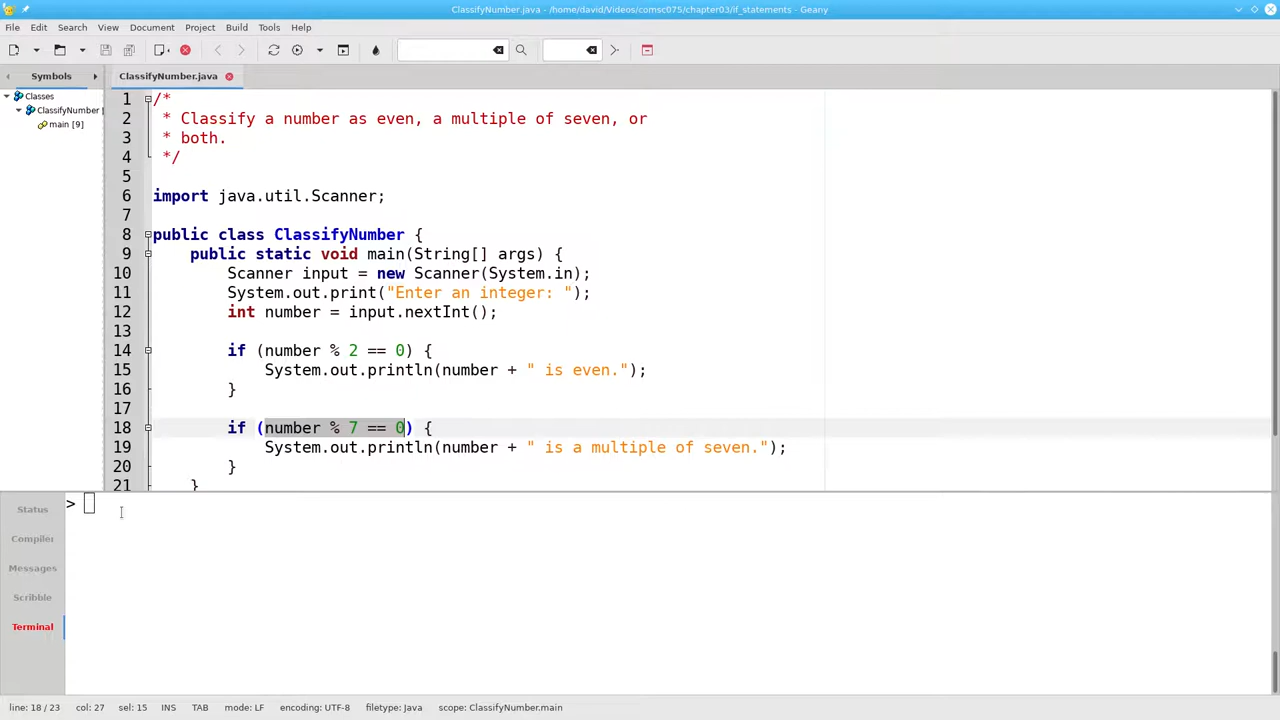 ClassifyNumber.java - /home/david/Videos/comsc075/chapter03/if_statements - Geany
File Edit Search View Document Project Build Tools Help
Symbols
ClassifyNumber.java
Classes
ClassifyNumber [
main [9]
1 /*
2 * Classify a number as even, a multiple of seven, or
3 * both.
4 */
5
6 import java.util.Scanner;
7
8 public class ClassifyNumber {
9 public static void main(String[] args) {
10 Scanner input = new Scanner(System.in);
11 System.out.print("Enter an integer: ");
12 int number = input.nextInt();
13
14 if (number % 2 == 0) {
15 System.out.println(number + " is even.");
16 }
17
18 if (number % 7 == 0) {
19 System.out.println(number + " is a multiple of seven.");
20 }
21 }
Status
Compiler
Messages
Scribble
Terminal
>
line: 18 / 23 col: 27 sel: 15 INS TAB mode: LF encoding: UTF-8 filetype: Java scope: ClassifyNumber.main